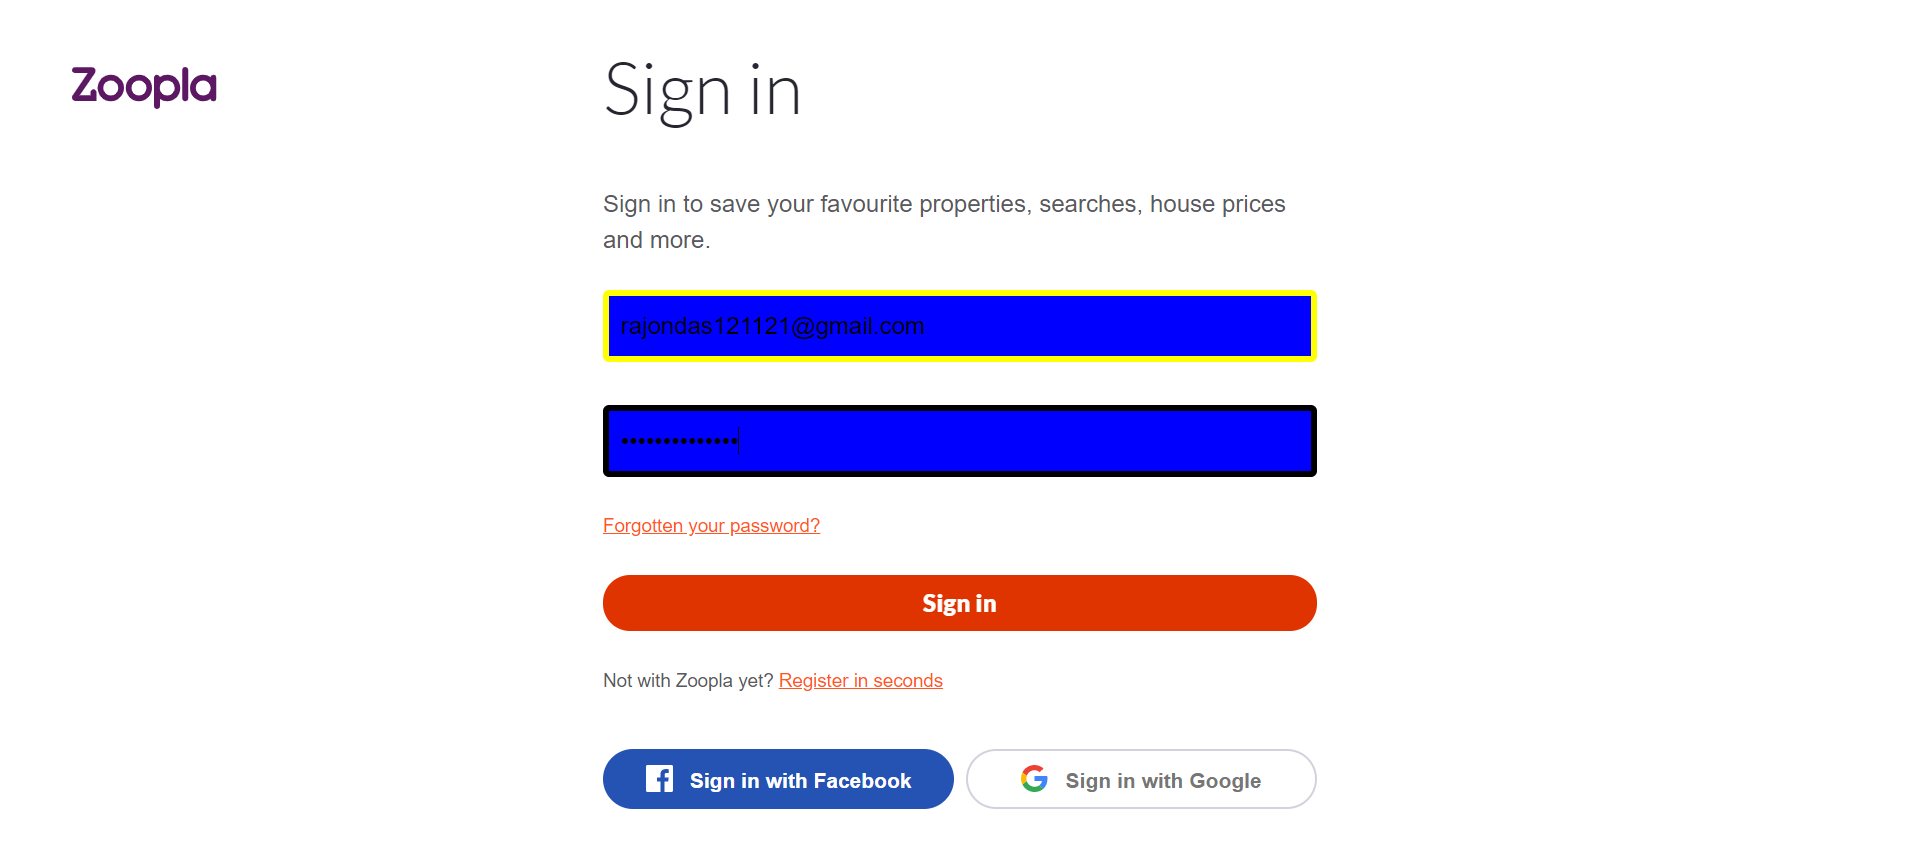 Zoopla
Sign in
Sign in to save your favourite properties, searches, house prices
and more.
rajondas121121@gmail.com
••••••••••••••
Forgotten your password?
Sign in
Not with Zoopla yet? Register in seconds
Sign in with Facebook
Sign in with Google